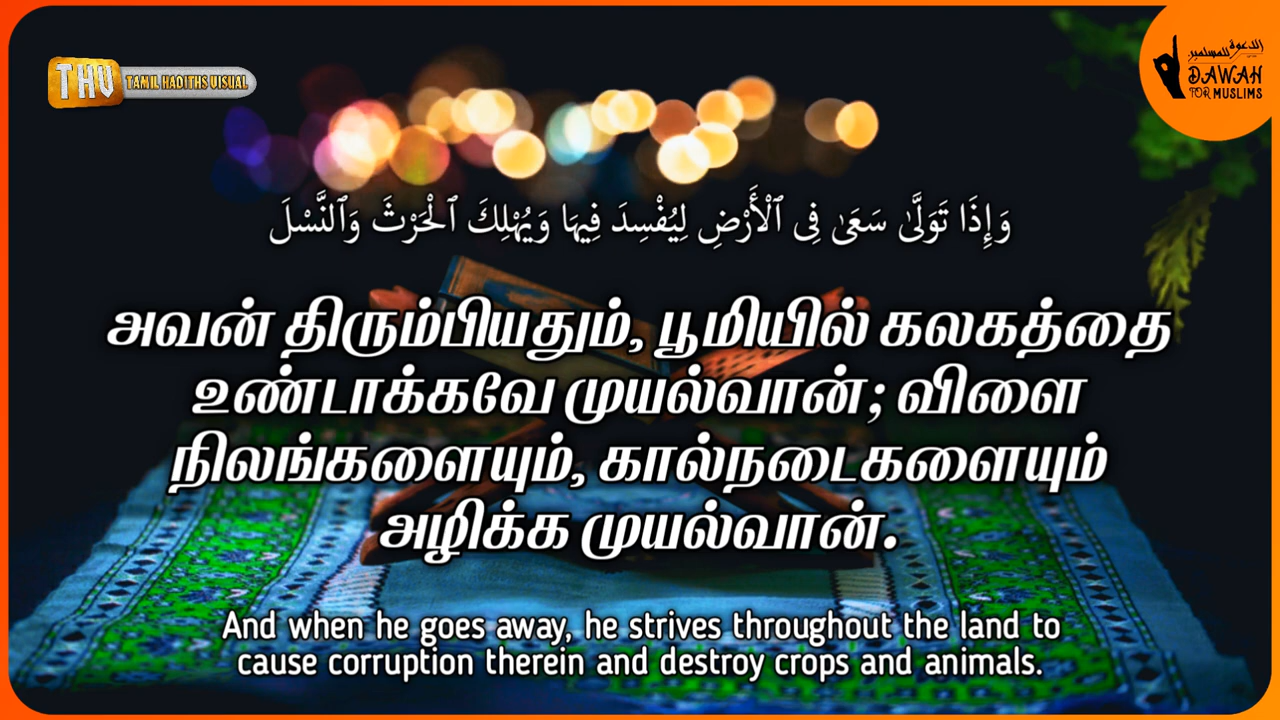 THV
TAMIL HADITHS VISUAL
الدعوة للمسلمين
DAWAH
FOR MUSLIMS
وَإِذَا تَوَلَّىٰ سَعَىٰ فِى ٱلْأَرْضِ لِيُفْسِدَ فِيهَا وَيُهْلِكَ ٱلْحَرْثَ وَٱلنَّسْلَ
அவன் திரும்பியதும், பூமியில் கலகத்தை
உண்டாக்கவே முயல்வான்; விளை
நிலங்களையும், கால்நடைகளையும்
அழிக்க முயல்வான்.
And when he goes away, he strives throughout the land to
cause corruption therein and destroy crops and animals.